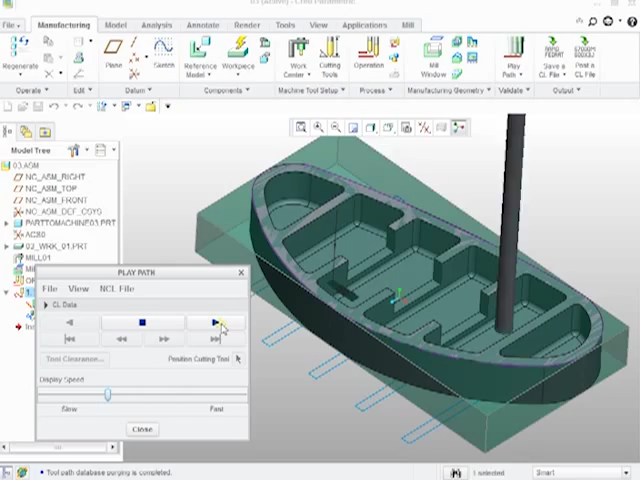 Manufacturing Model Analysis Annotate Render Tools View Applications Mill
Regenerate
Plane
Sketch
Reference Model
Workpiece
Work Center
Cutting Tools
Operation
Mill Window
Play Path
Save a CL File
Post a CL File
Operate Edit Datum Components Machine Tool Setup Process Manufacturing Geometry Validate Output
Model Tree
03.ASM
NC_ASM_RIGHT
NC_ASM_TOP
NC_ASM_FRONT
NC_ASM_DEF_CSYS
PARTTOMACHINE03.PRT
ACS0
03_WRK_01.PRT
MILL01
PLAY PATH
File View NCL File
CL Data
Tool Clearance...
Position Cutting Tool
Display Speed
Slow Fast
Close
Tool path database purging is completed.
1 selected
Smart